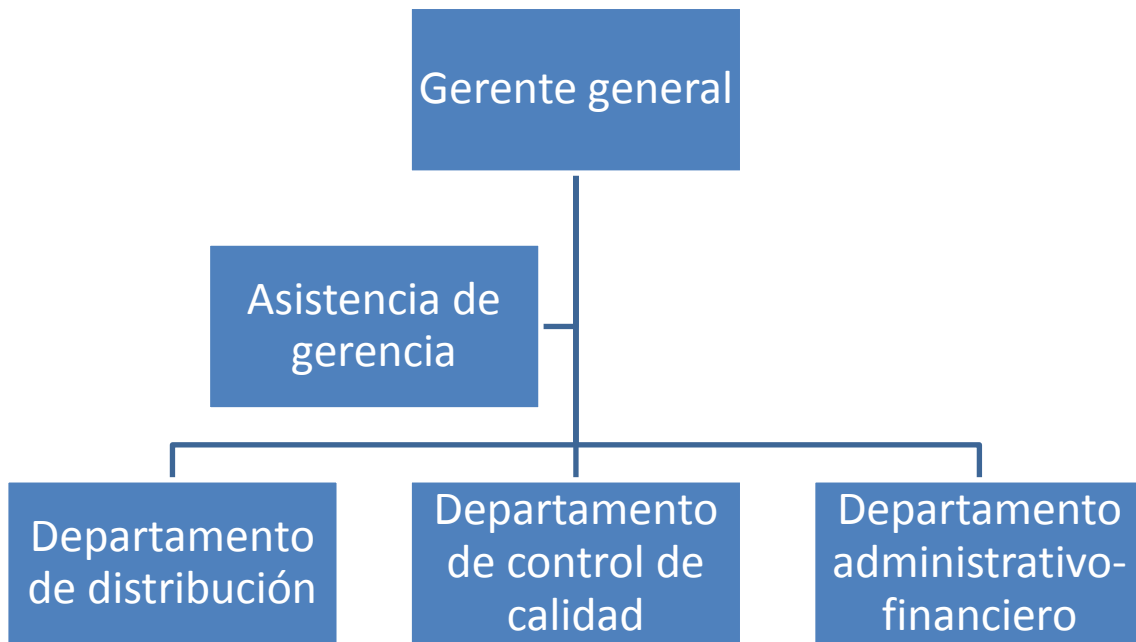 Gerente general
Asistencia de
gerencia
Departamento
de distribución
Departamento
de control de
calidad
Departamento
administrativo-
financiero